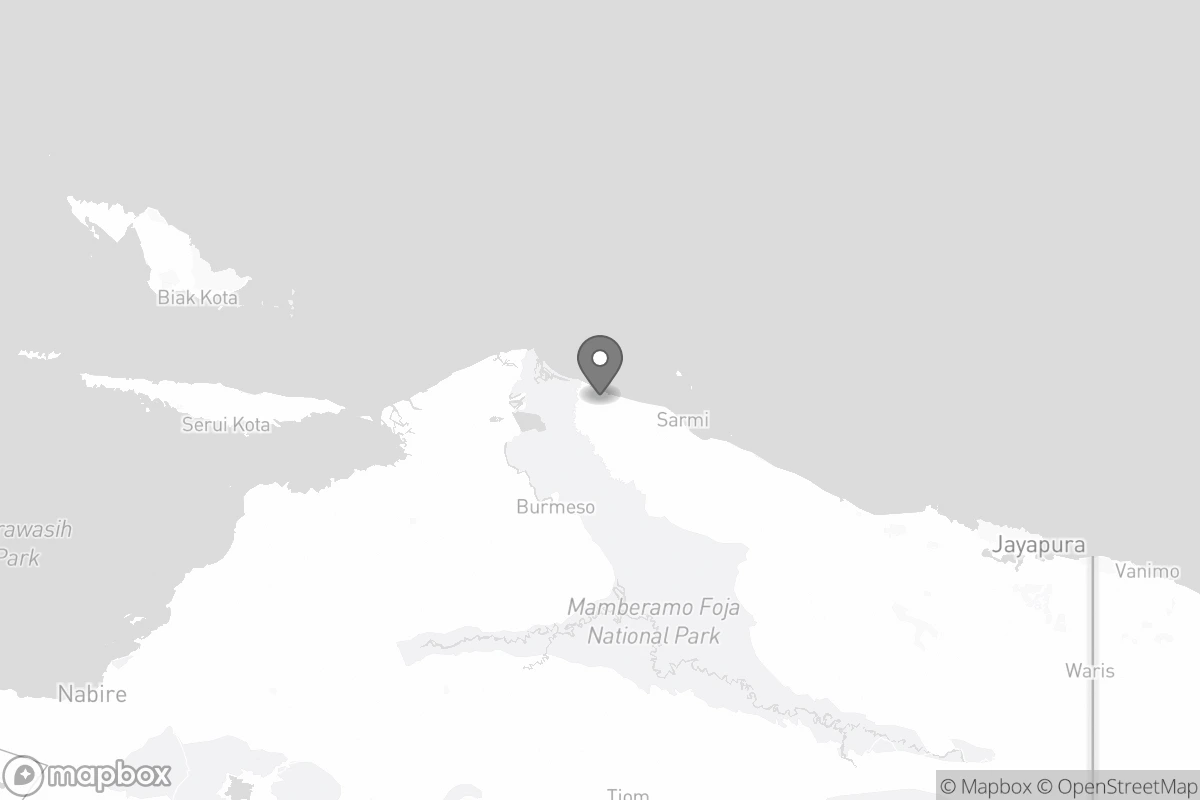 Biak Kota
Serui Kota
Sarmi
rawasih
Park
Burmeso
Jayapura
Vanimo
Mamberamo Foja
National Park
Waris
Nabire
Tiom
mapbox
© Mapbox © OpenStreetMap